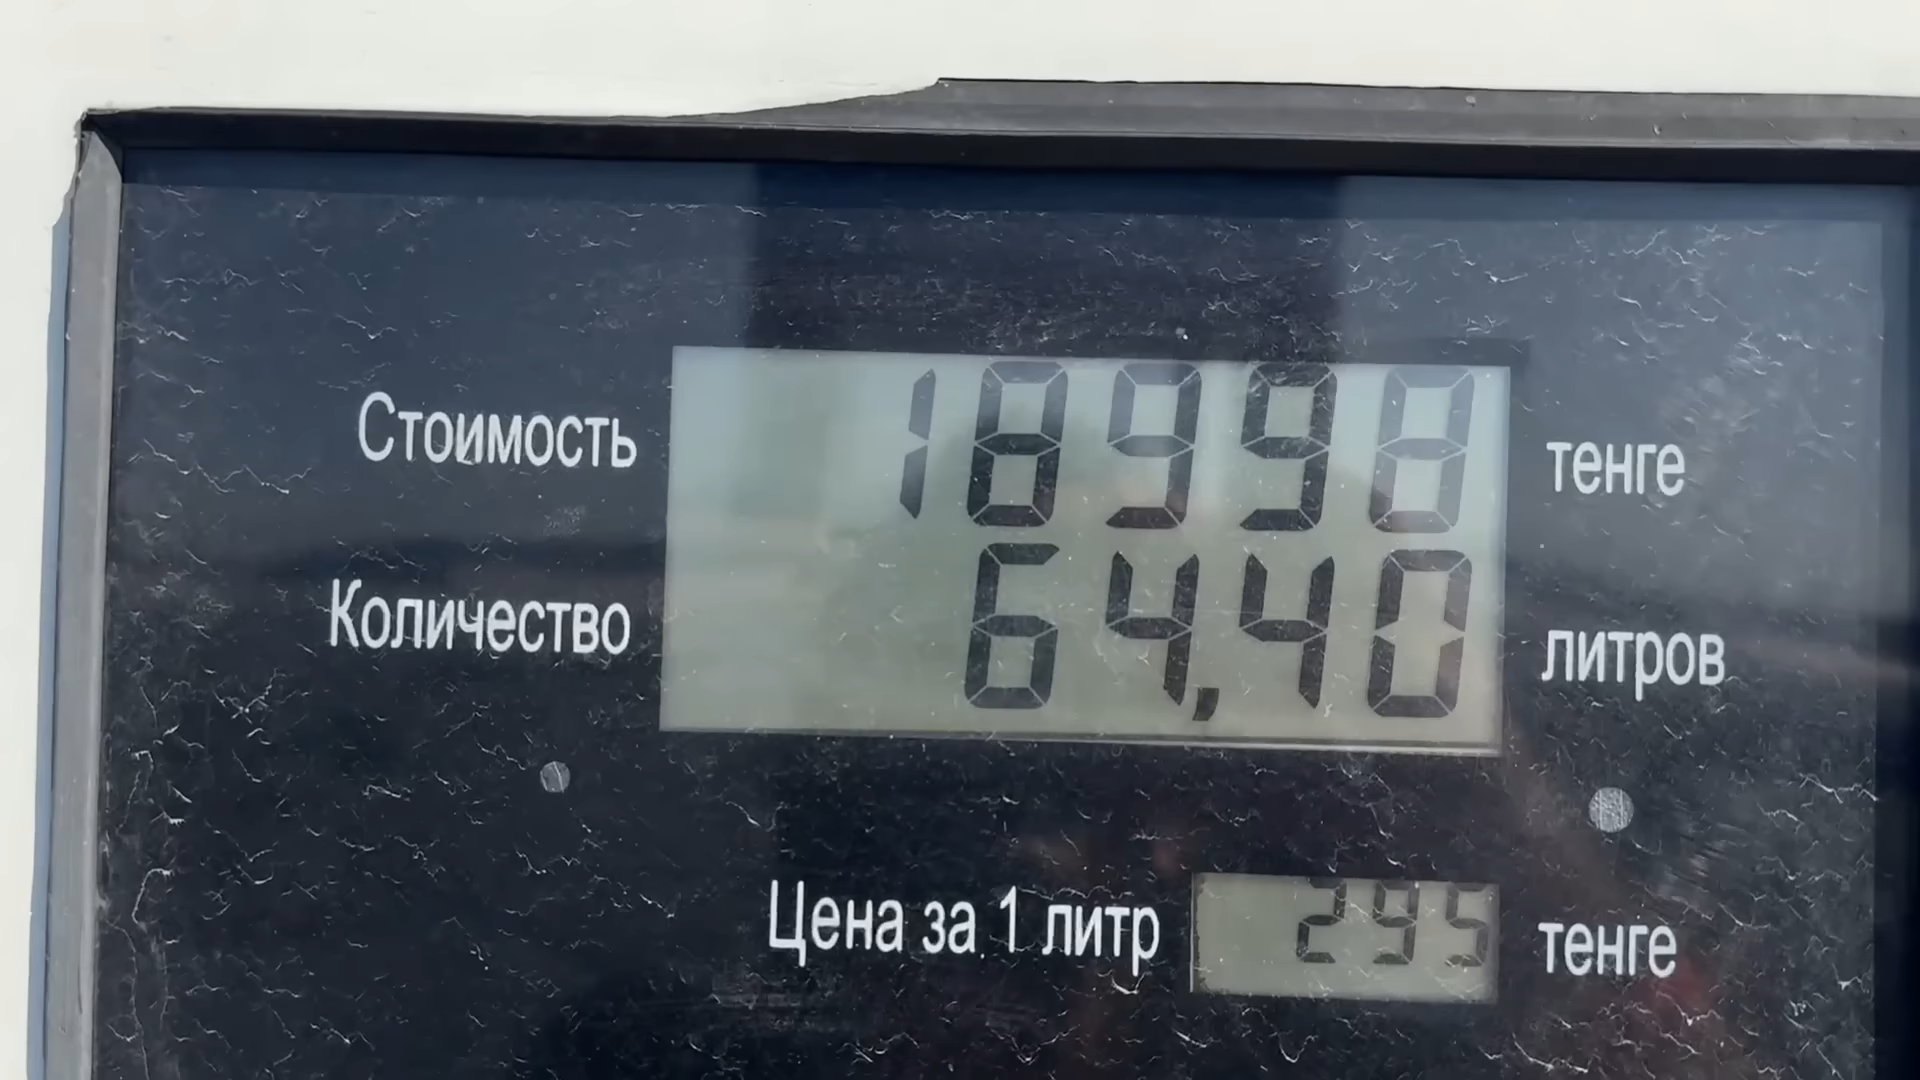 Стоимость 18998 тенге
Количество 64,40 литров
Цена за 1 литр 295 тенге